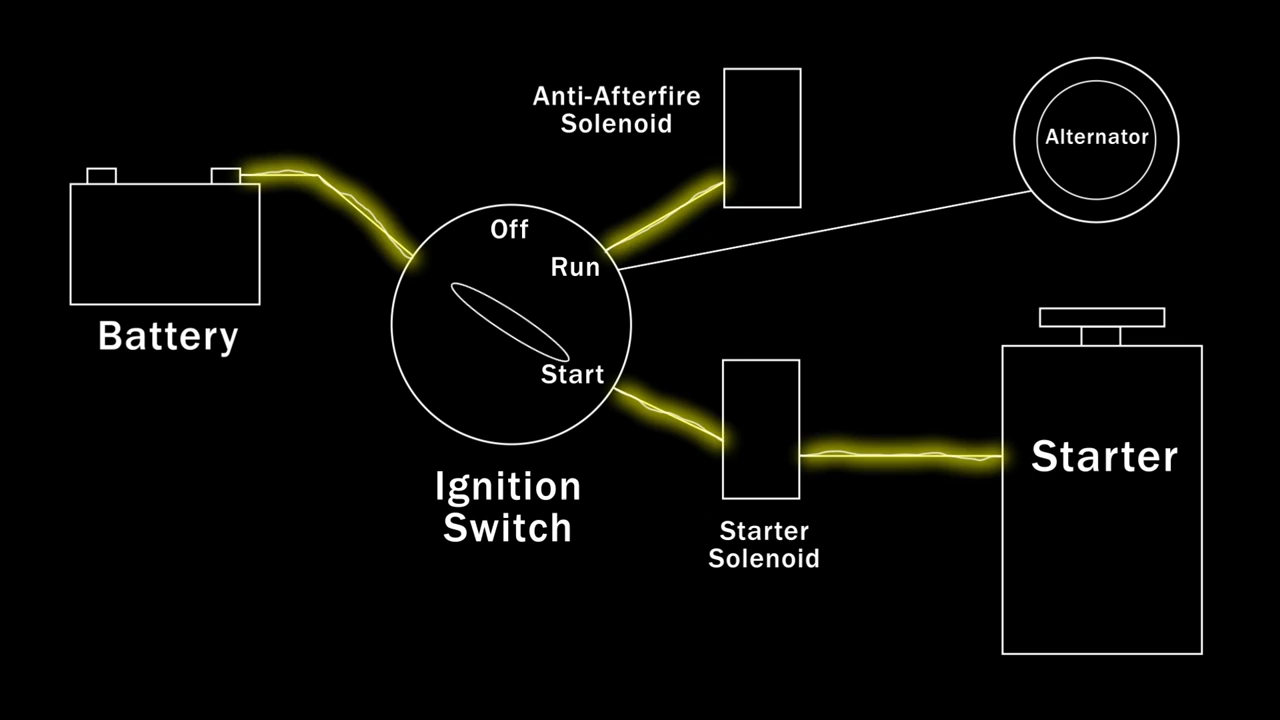 Anti-Afterfire
Solenoid
Alternator
Off
Run
Battery
Start
Starter
Ignition
Switch
Starter
Solenoid